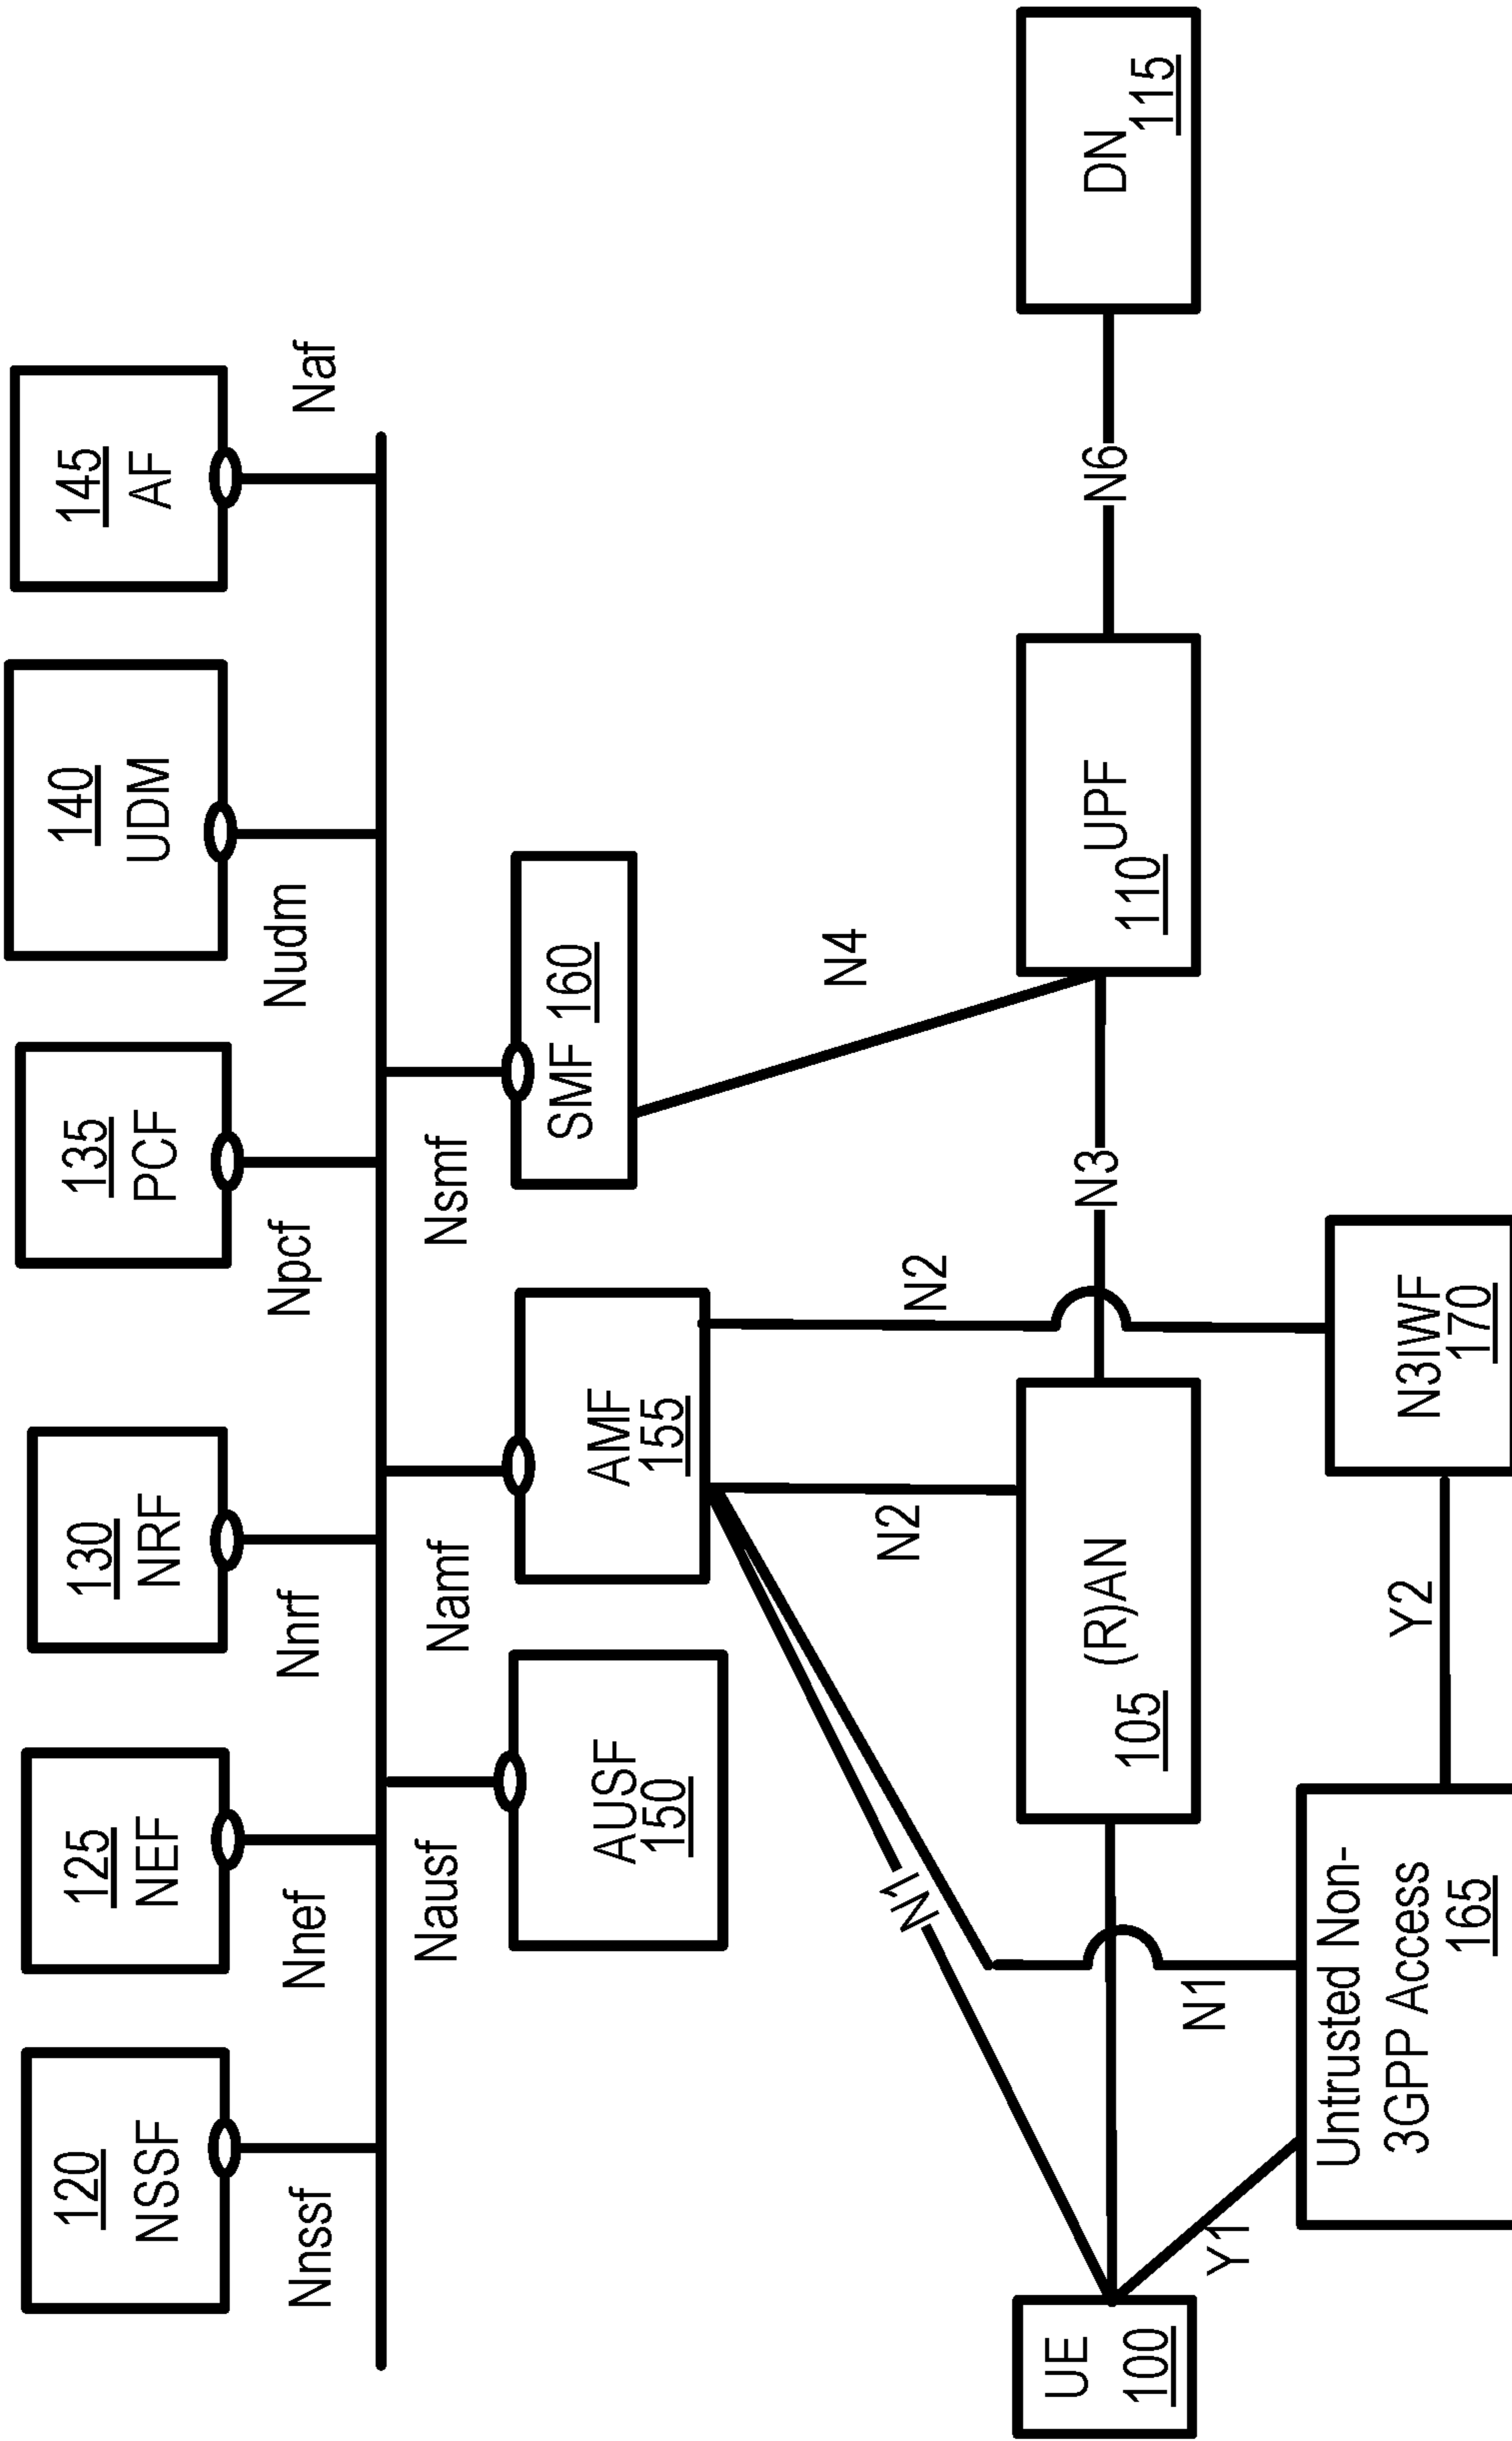 120
NSSF
125
NEF
130
NRF
135
PCF
140
UDM
145
AF
Nnssf
Nnef
Nnrf
Npcf
Nudm
Naf
Nausf
Namf
Nsmf
AUSF
150
AMF
155
SMF 160
N1
N2
N2
N4
UE
100
(R)AN
105
N3
UPF
110
N6
DN
115
N1
Y1
Untrusted Non-
3GPP Access
165
Y2
N3IWF
170